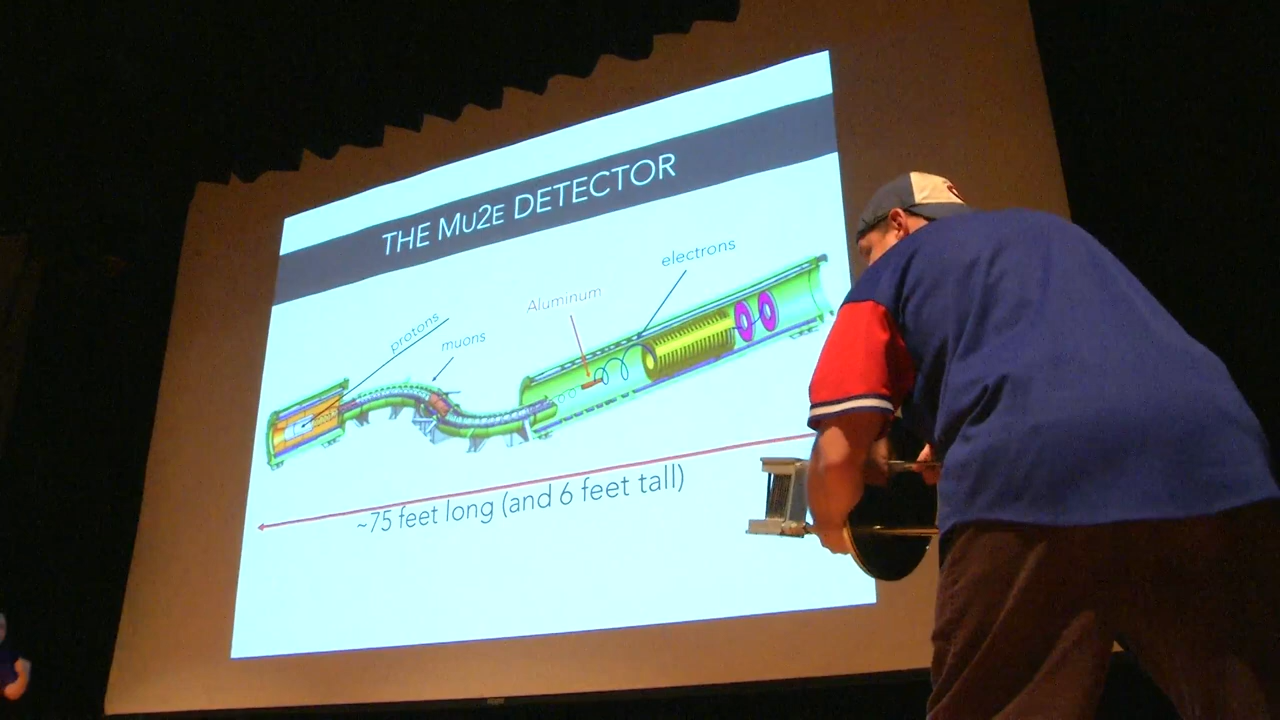 THE MU2E DETECTOR
electrons
Aluminum
protons
muons
~75 feet long (and 6 feet tall)